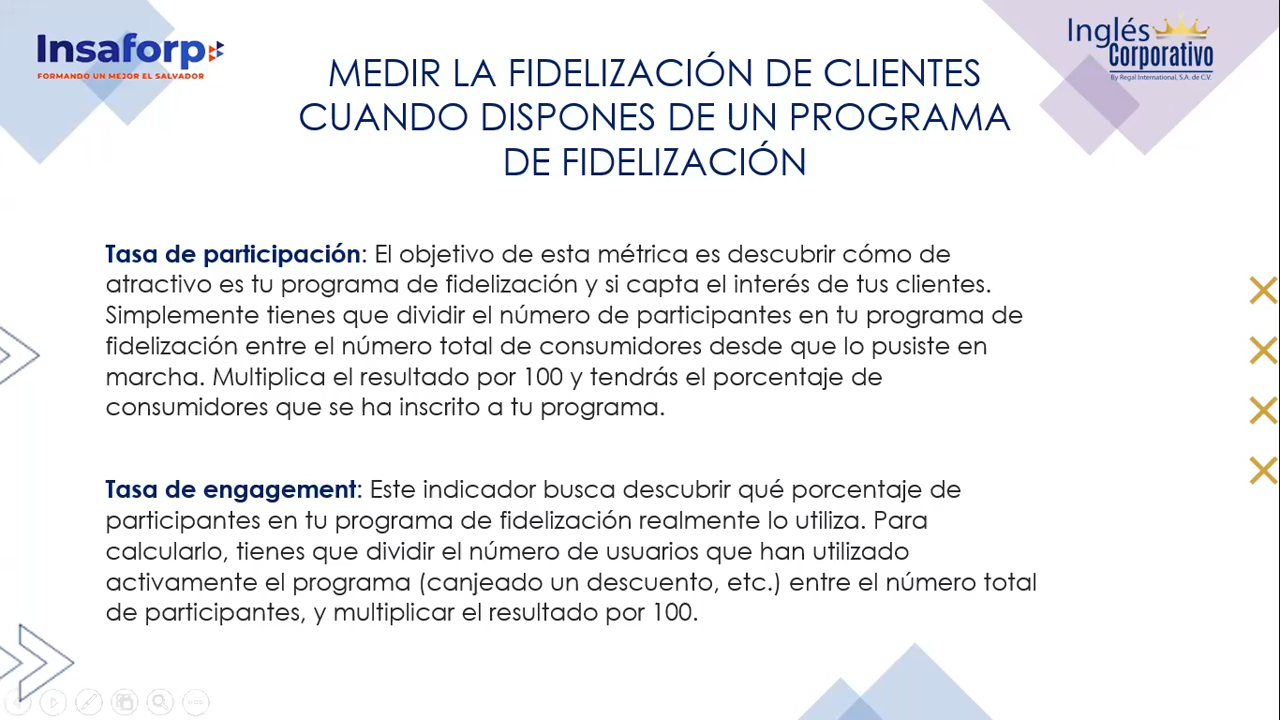 Insaforp
FORMANDO UN MEJOR EL SALVADOR
Inglés
Corporativo
By Regal International, S.A. de C.V.
MEDIR LA FIDELIZACIÓN DE CLIENTES
CUANDO DISPONES DE UN PROGRAMA
DE FIDELIZACIÓN
Tasa de participación: El objetivo de esta métrica es descubrir cómo de
atractivo es tu programa de fidelización y si capta el interés de tus clientes.
Simplemente tienes que dividir el número de participantes en tu programa de
fidelización entre el número total de consumidores desde que lo pusiste en
marcha. Multiplica el resultado por 100 y tendrás el porcentaje de
consumidores que se ha inscrito a tu programa.
Tasa de engagement: Este indicador busca descubrir qué porcentaje de
participantes en tu programa de fidelización realmente lo utiliza. Para
calcularlo, tienes que dividir el número de usuarios que han utilizado
activamente el programa (canjeado un descuento, etc.) entre el número total
de participantes, y multiplicar el resultado por 100.